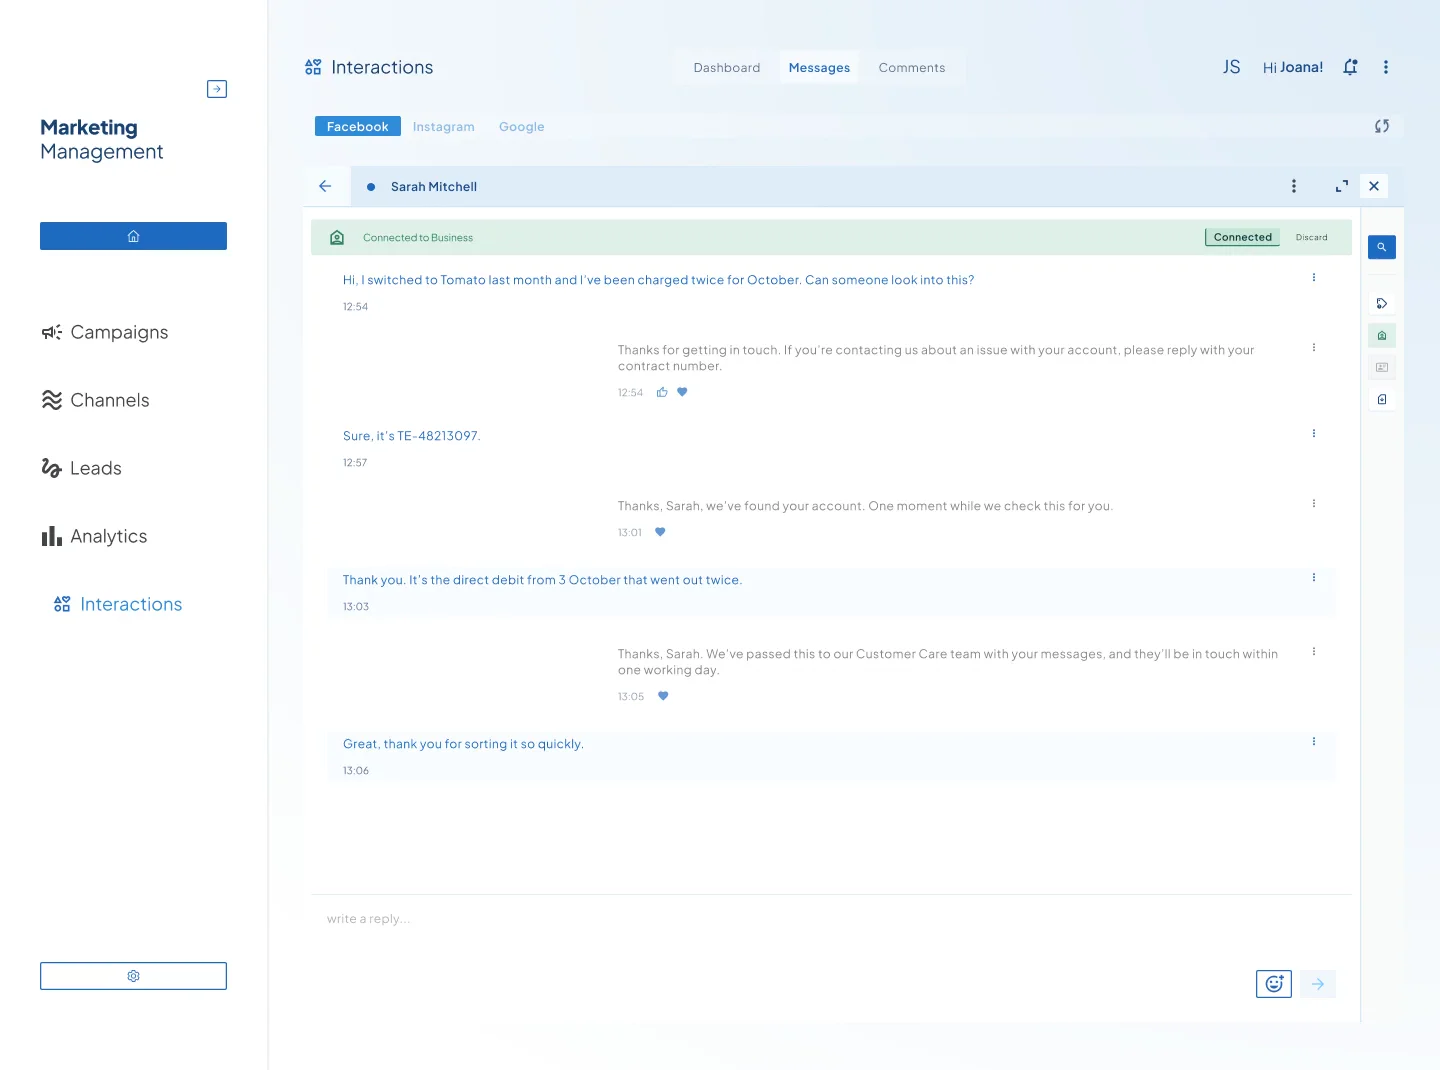 Marketing
Management
Campaigns
Channels
Leads
Analytics
Interactions
Interactions
Dashboard
Messages
Comments
JS
Hi Joana!
Facebook
Instagram
Google
Sarah Mitchell
Connected to Business
Connected
Discard
Hi, I switched to Tomato last month and I've been charged twice for October. Can someone look into this?
12:54
Thanks for getting in touch. If you're contacting us about an issue with your account, please reply with your
contract number.
12:54
Sure, it's TE-48213097.
12:57
Thanks, Sarah, we've found your account. One moment while we check this for you.
13:01
Thank you. It's the direct debit from 3 October that went out twice.
13:03
Thanks, Sarah. We've passed this to our Customer Care team with your messages, and they'll be in touch within
one working day.
13:05
Great, thank you for sorting it so quickly.
13:06
write a reply...